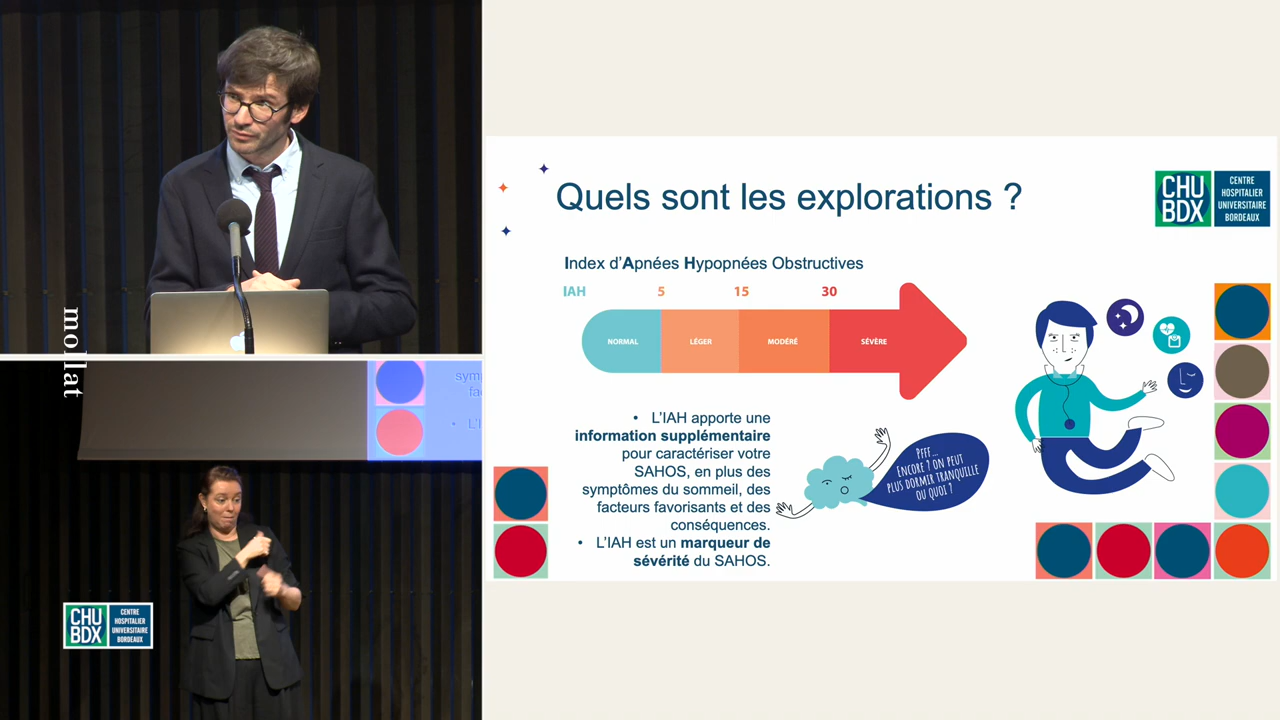 Quels sont les explorations ?
CHU
BDX
CENTRE
HOSPITALIER
UNIVERSITAIRE
BORDEAUX
Index d'Apnées Hypopnées Obstructives
IAH 5 15 30
NORMAL LÉGER MODÉRÉ SÉVÈRE
• L'IAH apporte une
information supplémentaire
pour caractériser votre
SAHOS, en plus des
symptômes du sommeil, des
facteurs favorisants et des
conséquences.
• L'IAH est un marqueur de
sévérité du SAHOS.
PFFF...
ENCORE ? ON PEUT
PLUS DORMIR TRANQUILLE
OU QUOI ?
mollat
CHU
BDX
CENTRE
HOSPITALIER
UNIVERSITAIRE
BORDEAUX